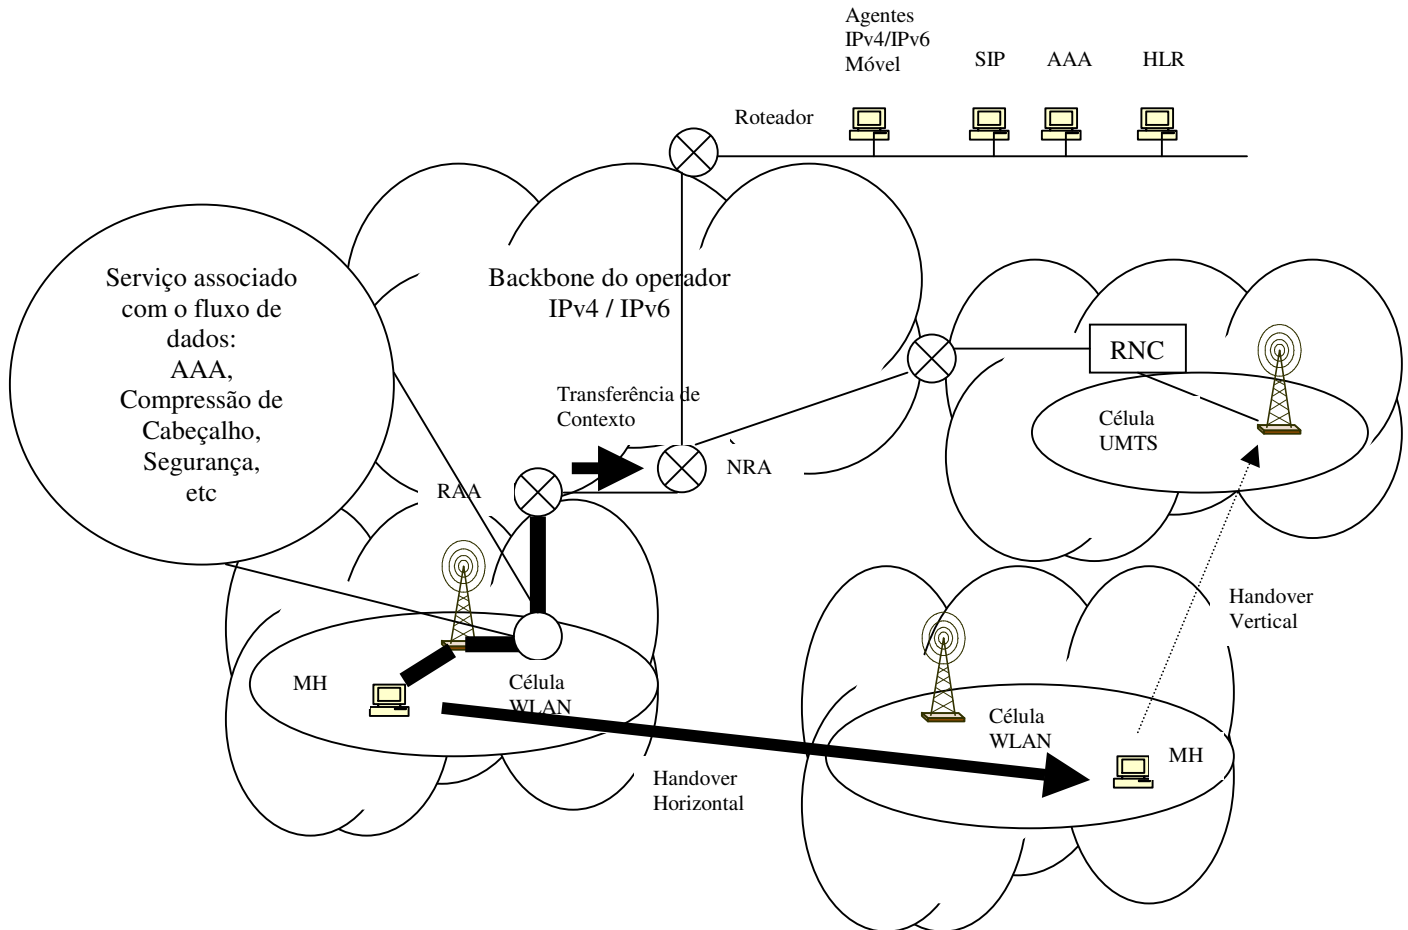 Agentes
IPv4/IPv6
Móvel
SIP
AAA
HLR
Roteador
Serviço associado
com o fluxo de
dados:
AAA,
Compressão de
Cabeçalho,
Segurança,
etc
Backbone do operador
IPv4 / IPv6
RNC
Transferência de
Contexto
Célula
UMTS
NRA
RAA
Handover
Vertical
MH
Célula
WLAN
Célula
WLAN
MH
Handover
Horizontal